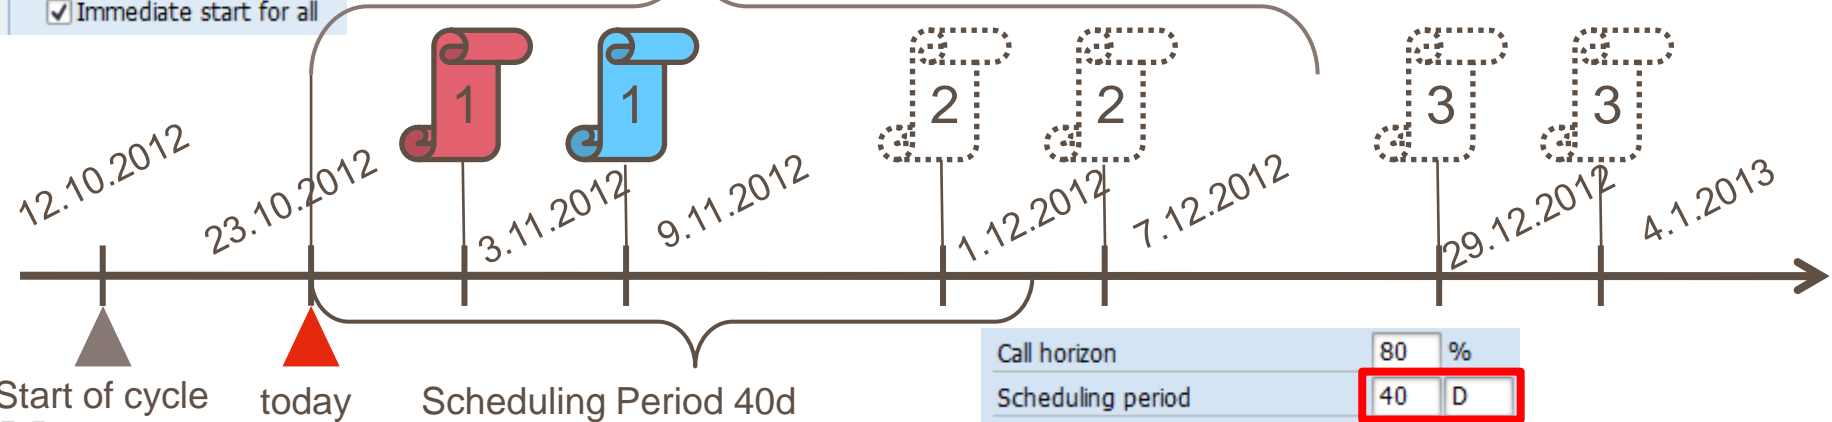 Immediate start for all
1
1
2
2
3
3
12.10.2012
23.10.2012
3.11.2012
9.11.2012
1.12.2012
7.12.2012
29.12.2012
4.1.2013
Start of cycle
today
Scheduling Period 40d
Call horizon 80 %
Scheduling period 40 D